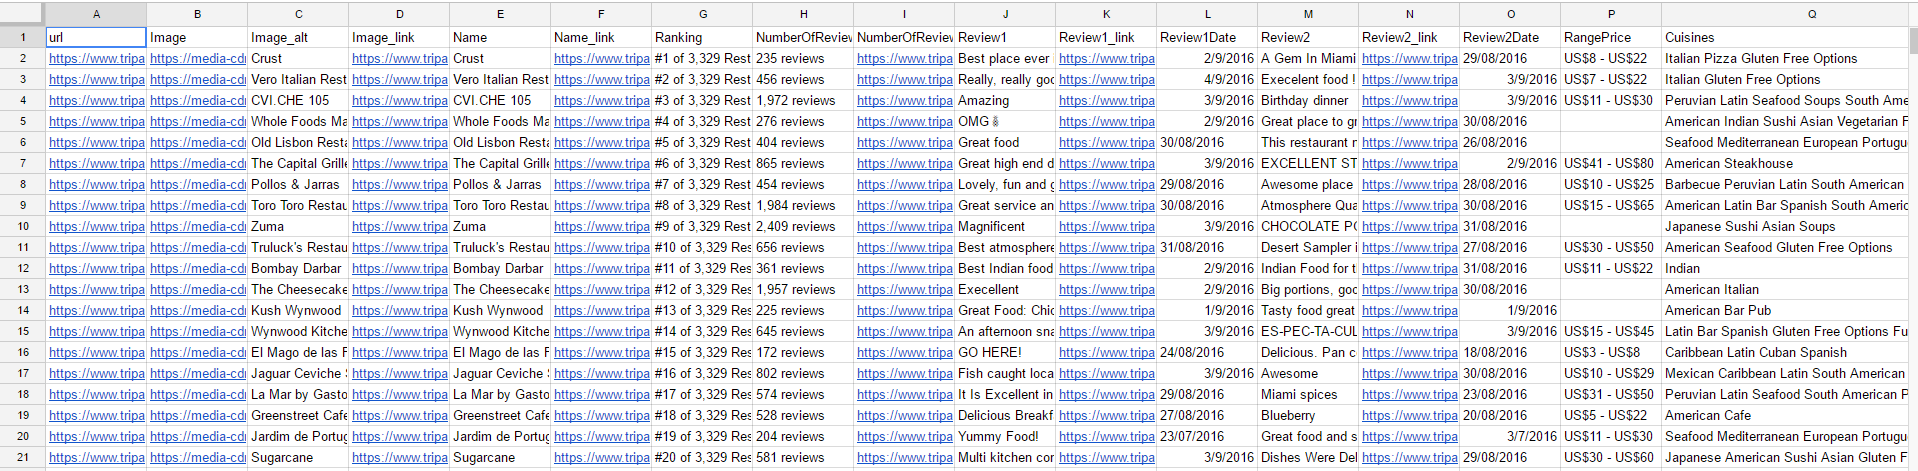 A B C D E F G H I J K L M N O P Q
1 url Image Image_alt Image_link Name Name_link Ranking NumberOfReview NumberOfReview Review1 Review1_link Review1Date Review2 Review2_link Review2Date RangePrice Cuisines
2 https://www.tripa https://media-cdn Crust https://www.tripa Crust https://www.tripa #1 of 3,329 Rest 235 reviews https://www.tripa Best place ever https://www.tripa 2/9/2016 A Gem In Miami https://www.tripa 29/08/2016 US$8 - US$22 Italian Pizza Gluten Free Options
3 https://www.tripa https://media-cdn Vero Italian Rest https://www.tripa Vero Italian Rest https://www.tripa #2 of 3,329 Rest 456 reviews https://www.tripa Really, really goo https://www.tripa 4/9/2016 Execelent food ! https://www.tripa 3/9/2016 US$7 - US$22 Italian Gluten Free Options
4 https://www.tripa https://media-cdn CVI.CHE 105 https://www.tripa CVI.CHE 105 https://www.tripa #3 of 3,329 Rest 1,972 reviews https://www.tripa Amazing https://www.tripa 3/9/2016 Birthday dinner https://www.tripa 3/9/2016 US$11 - US$30 Peruvian Latin Seafood Soups South Ame
5 https://www.tripa https://media-cdn Whole Foods Ma https://www.tripa Whole Foods Ma https://www.tripa #4 of 3,329 Rest 276 reviews https://www.tripa OMG https://www.tripa 2/9/2016 Great place to gr https://www.tripa 30/08/2016 American Indian Sushi Asian Vegetarian F
6 https://www.tripa https://media-cdn Old Lisbon Resta https://www.tripa Old Lisbon Resta https://www.tripa #5 of 3,329 Rest 404 reviews https://www.tripa Great food https://www.tripa 30/08/2016 This restaurant r https://www.tripa 26/08/2016 Seafood Mediterranean European Portugu
7 https://www.tripa https://media-cdn The Capital Grille https://www.tripa The Capital Grille https://www.tripa #6 of 3,329 Rest 865 reviews https://www.tripa Great high end d https://www.tripa 3/9/2016 EXCELLENT ST https://www.tripa 2/9/2016 US$41 - US$80 American Steakhouse
8 https://www.tripa https://media-cdn Pollos & Jarras https://www.tripa Pollos & Jarras https://www.tripa #7 of 3,329 Rest 454 reviews https://www.tripa Lovely, fun and g https://www.tripa 29/08/2016 Awesome place https://www.tripa 28/08/2016 US$10 - US$25 Barbecue Peruvian Latin South American
9 https://www.tripa https://media-cdn Toro Toro Restau https://www.tripa Toro Toro Restau https://www.tripa #8 of 3,329 Rest 1,984 reviews https://www.tripa Great service an https://www.tripa 30/08/2016 Atmosphere Qua https://www.tripa 30/08/2016 US$15 - US$65 American Latin Bar Spanish South Americ
10 https://www.tripa https://media-cdn Zuma https://www.tripa Zuma https://www.tripa #9 of 3,329 Rest 2,409 reviews https://www.tripa Magnificent https://www.tripa 3/9/2016 CHOCOLATE PO https://www.tripa 31/08/2016 Japanese Sushi Asian Soups
11 https://www.tripa https://media-cdn Truluck's Restau https://www.tripa Truluck's Restau https://www.tripa #10 of 3,329 Res 656 reviews https://www.tripa Best atmosphere https://www.tripa 31/08/2016 Desert Sampler i https://www.tripa 27/08/2016 US$30 - US$50 American Seafood Gluten Free Options
12 https://www.tripa https://media-cdn Bombay Darbar https://www.tripa Bombay Darbar https://www.tripa #11 of 3,329 Res 361 reviews https://www.tripa Best Indian food https://www.tripa 2/9/2016 Indian Food for t https://www.tripa 31/08/2016 US$11 - US$22 Indian
13 https://www.tripa https://media-cdn The Cheesecake https://www.tripa The Cheesecake https://www.tripa #12 of 3,329 Res 1,957 reviews https://www.tripa Execellent https://www.tripa 2/9/2016 Big portions, goo https://www.tripa 30/08/2016 American Italian
14 https://www.tripa https://media-cdn Kush Wynwood https://www.tripa Kush Wynwood https://www.tripa #13 of 3,329 Res 225 reviews https://www.tripa Great Food: Chic https://www.tripa 1/9/2016 Tasty food great https://www.tripa 1/9/2016 American Bar Pub
15 https://www.tripa https://media-cdn Wynwood Kitche https://www.tripa Wynwood Kitche https://www.tripa #14 of 3,329 Res 645 reviews https://www.tripa An afternoon sna https://www.tripa 3/9/2016 ES-PEC-TA-CUL https://www.tripa 3/9/2016 US$15 - US$45 Latin Bar Spanish Gluten Free Options Fu
16 https://www.tripa https://media-cdn El Mago de las F https://www.tripa El Mago de las F https://www.tripa #15 of 3,329 Res 172 reviews https://www.tripa GO HERE! https://www.tripa 24/08/2016 Delicious. Pan c https://www.tripa 18/08/2016 US$3 - US$8 Caribbean Latin Cuban Spanish
17 https://www.tripa https://media-cdn Jaguar Ceviche S https://www.tripa Jaguar Ceviche S https://www.tripa #16 of 3,329 Res 802 reviews https://www.tripa Fish caught loca https://www.tripa 3/9/2016 Awesome https://www.tripa 30/08/2016 US$10 - US$29 Mexican Caribbean Latin South American
18 https://www.tripa https://media-cdn La Mar by Gasto https://www.tripa La Mar by Gasto https://www.tripa #17 of 3,329 Res 574 reviews https://www.tripa It Is Excellent in https://www.tripa 29/08/2016 Miami spices https://www.tripa 23/08/2016 US$31 - US$50 Peruvian Latin Seafood South American P
19 https://www.tripa https://media-cdn Greenstreet Cafe https://www.tripa Greenstreet Cafe https://www.tripa #18 of 3,329 Res 528 reviews https://www.tripa Delicious Breakf https://www.tripa 27/08/2016 Blueberry https://www.tripa 20/08/2016 US$5 - US$22 American Cafe
20 https://www.tripa https://media-cdn Jardim de Portug https://www.tripa Jardim de Portug https://www.tripa #19 of 3,329 Res 204 reviews https://www.tripa Yummy Food! https://www.tripa 23/07/2016 Great food and s https://www.tripa 3/7/2016 US$11 - US$30 Seafood Mediterranean European Portugu
21 https://www.tripa https://media-cdn Sugarcane https://www.tripa Sugarcane https://www.tripa #20 of 3,329 Res 581 reviews https://www.tripa Multi kitchen cor https://www.tripa 3/9/2016 Dishes Were Del https://www.tripa 29/08/2016 US$30 - US$60 Japanese American Sushi Asian Gluten F